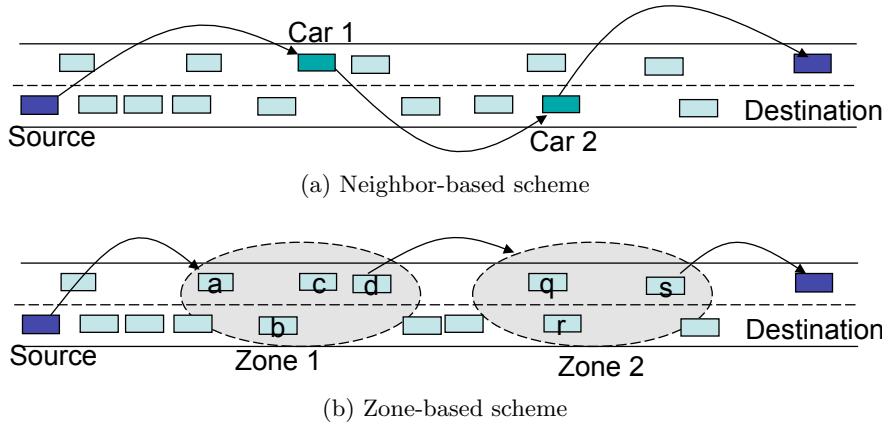 Car 1
Destination
Source
Car 2
(a) Neighbor-based scheme
a c d q s
b r
Destination
Source
Zone 1 Zone 2
(b) Zone-based scheme